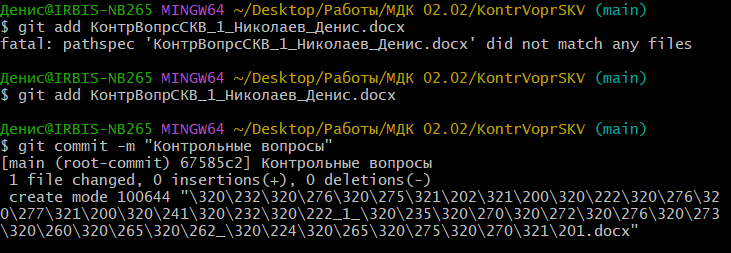 Денис@IRBIS-NB265 MINGW64 ~/Desktop/Работы/МДК 02.02/KontrVoprSKV (main)
$ git add КонтрВопрсСКВ_1_Николаев_Денис.docx
fatal: pathspec 'КонтрВопрсСКВ_1_Николаев_Денис.docx' did not match any files
Денис@IRBIS-NB265 MINGW64 ~/Desktop/Работы/МДК 02.02/KontrVoprSKV (main)
$ git add КонтрВопрСКВ_1_Николаев_Денис.docx
Денис@IRBIS-NB265 MINGW64 ~/Desktop/Работы/МДК 02.02/KontrVoprSKV (main)
$ git commit -m "Контрольные вопросы"
[main (root-commit) 67585c2] Контрольные вопросы
 1 file changed, 0 insertions(+), 0 deletions(-)
 create mode 100644 "\320\232\320\276\320\275\321\202\321\200\320\222\320\276\32
0\277\321\200\320\241\320\232\320\222_1_\320\235\320\270\320\272\320\276\320\273
\320\260\320\265\320\262_\320\224\320\265\320\275\320\270\321\201.docx"